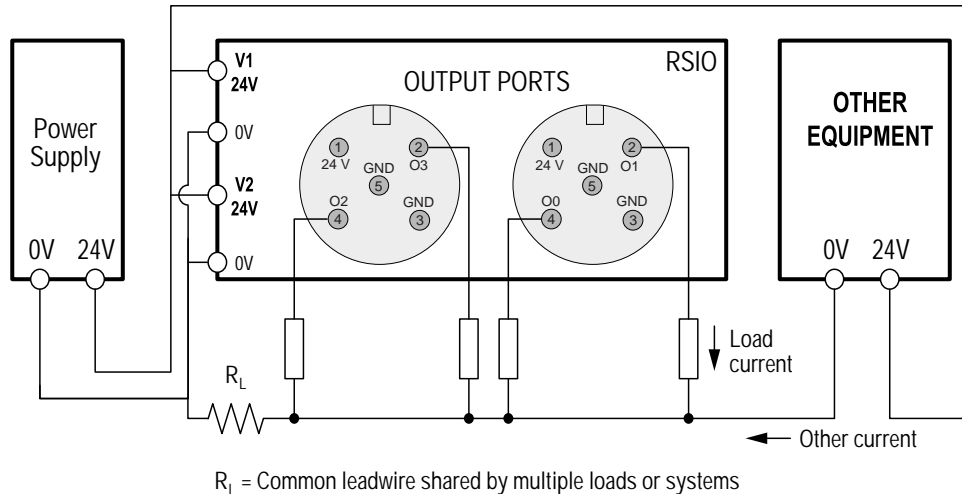 V1
24V
0V
V2
24V
0V
RSIO
OUTPUT PORTS
Power
Supply
0V 24V
OTHER
EQUIPMENT
0V 24V
1
24 V
2
O3
GND
5
O2
4
GND
3
1
24 V
2
O1
GND
5
O0
4
GND
3
Load
current
RL
Other current
RL = Common leadwire shared by multiple loads or systems